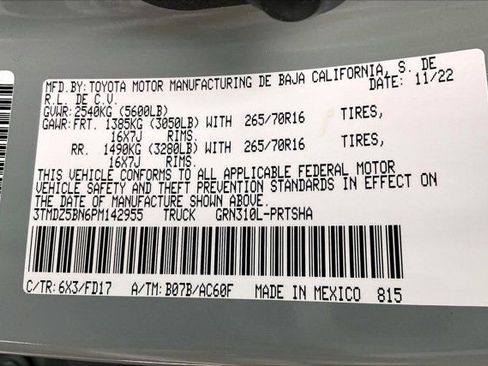 MFD.BY:TOYOTA MOTOR MANUFACTURING DE BAJA CALIFORNIA, S. DE
R.L. DE C.V. DATE: 11/22
GVWR: 2540KG (5600LB)
GAWR: FRT. 1385KG (3050LB) WITH 265/70R16 TIRES,
16X7J RIMS.
RR. 1490KG (3280LB) WITH 265/70R16 TIRES,
16X7J RIMS.
THIS VEHICLE CONFORMS TO ALL APPLICABLE FEDERAL MOTOR
VEHICLE SAFETY AND THEFT PREVENTION STANDARDS IN EFFECT ON
THE DATE OF MANUFACTURE SHOWN ABOVE.
3TMDZ5BN6PM142955 TRUCK GRN310L-PRTSHA
C/TR: 6X3/FD17 A/TM: B07B/AC60F MADE IN MEXICO 815